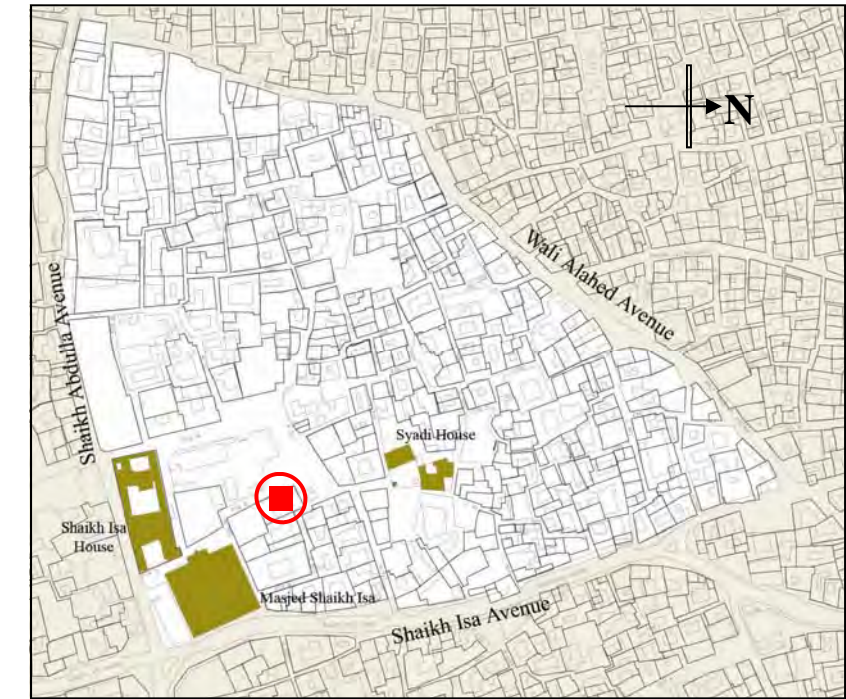 N
Wali Alahed Avenue
Shaikh Abdulla Avenue
Syadi House
Shaikh Isa
House
Masjed Shaikh Isa
Shaikh Isa Avenue